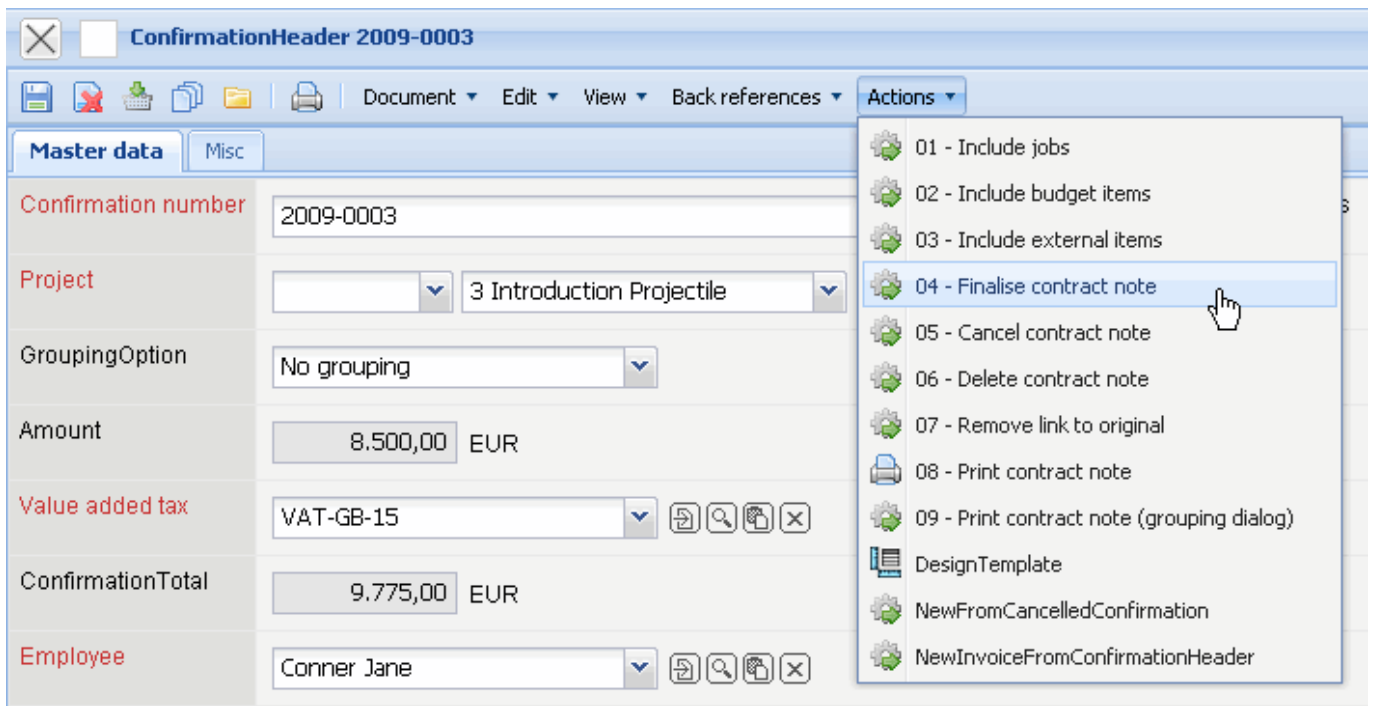 ConfirmationHeader 2009-0003
Document Edit View Back references Actions
Master data Misc
01 - Include jobs
02 - Include budget items
03 - Include external items
04 - Finalise contract note
05 - Cancel contract note
06 - Delete contract note
07 - Remove link to original
08 - Print contract note
09 - Print contract note (grouping dialog)
DesignTemplate
NewFromCancelledConfirmation
NewInvoiceFromConfirmationHeader
Confirmation number 2009-0003 s
Project 3 Introduction Projectile
GroupingOption No grouping
Amount 8.500,00 EUR
Value added tax VAT-GB-15
ConfirmationTotal 9.775,00 EUR
Employee Conner Jane